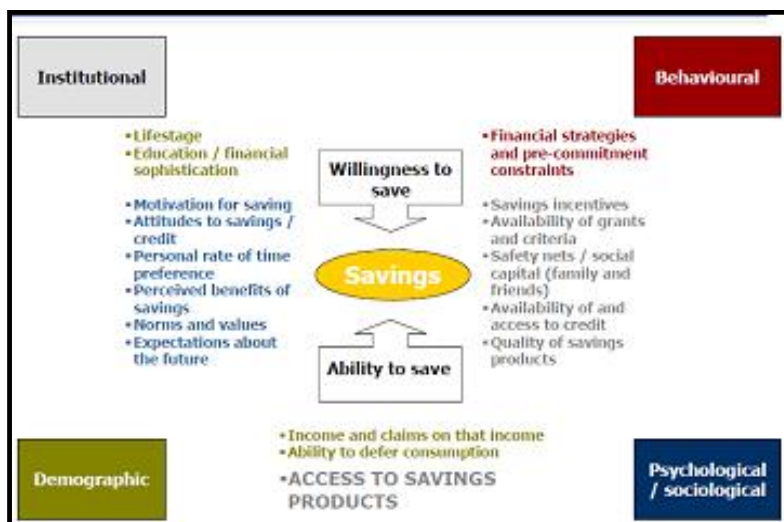 Institutional
Behavioural
•Lifestage
•Education / financial
sophistication
•Motivation for saving
•Attitudes to savings /
credit
•Personal rate of time
preference
•Perceived benefits of
savings
•Norms and values
•Expectations about
the future
Willingness to
save
Savings
Ability to save
•Financial strategies
and pre-commitment
constraints
•Savings incentives
•Availability of grants
and criteria
•Safety nets / social
capital (family and
friends)
•Availability of and
access to credit
•Quality of savings
products
•Income and claims on that income
•Ability to defer consumption
•ACCESS TO SAVINGS
PRODUCTS
Demographic
Psychological
/ sociological